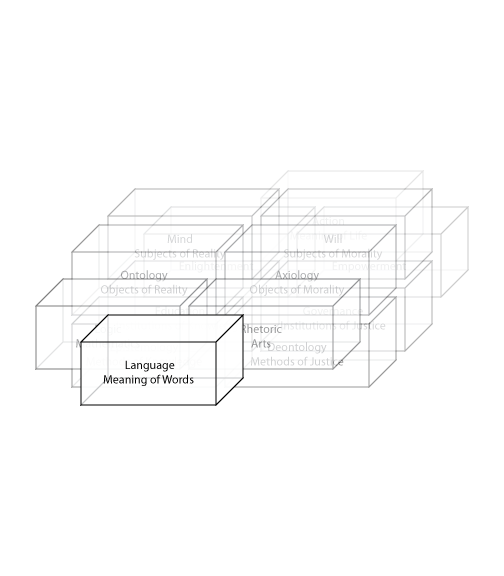 Mind
Subjects of Reality
Will
Subjects of Morality
Enlightenment
Empowerment
Ontology
Objects of Reality
Axiology
Objects of Morality
Governance
Institutions of Justice
Rhetoric
Arts
Deontology
Methods of Justice
Language
Meaning of Words